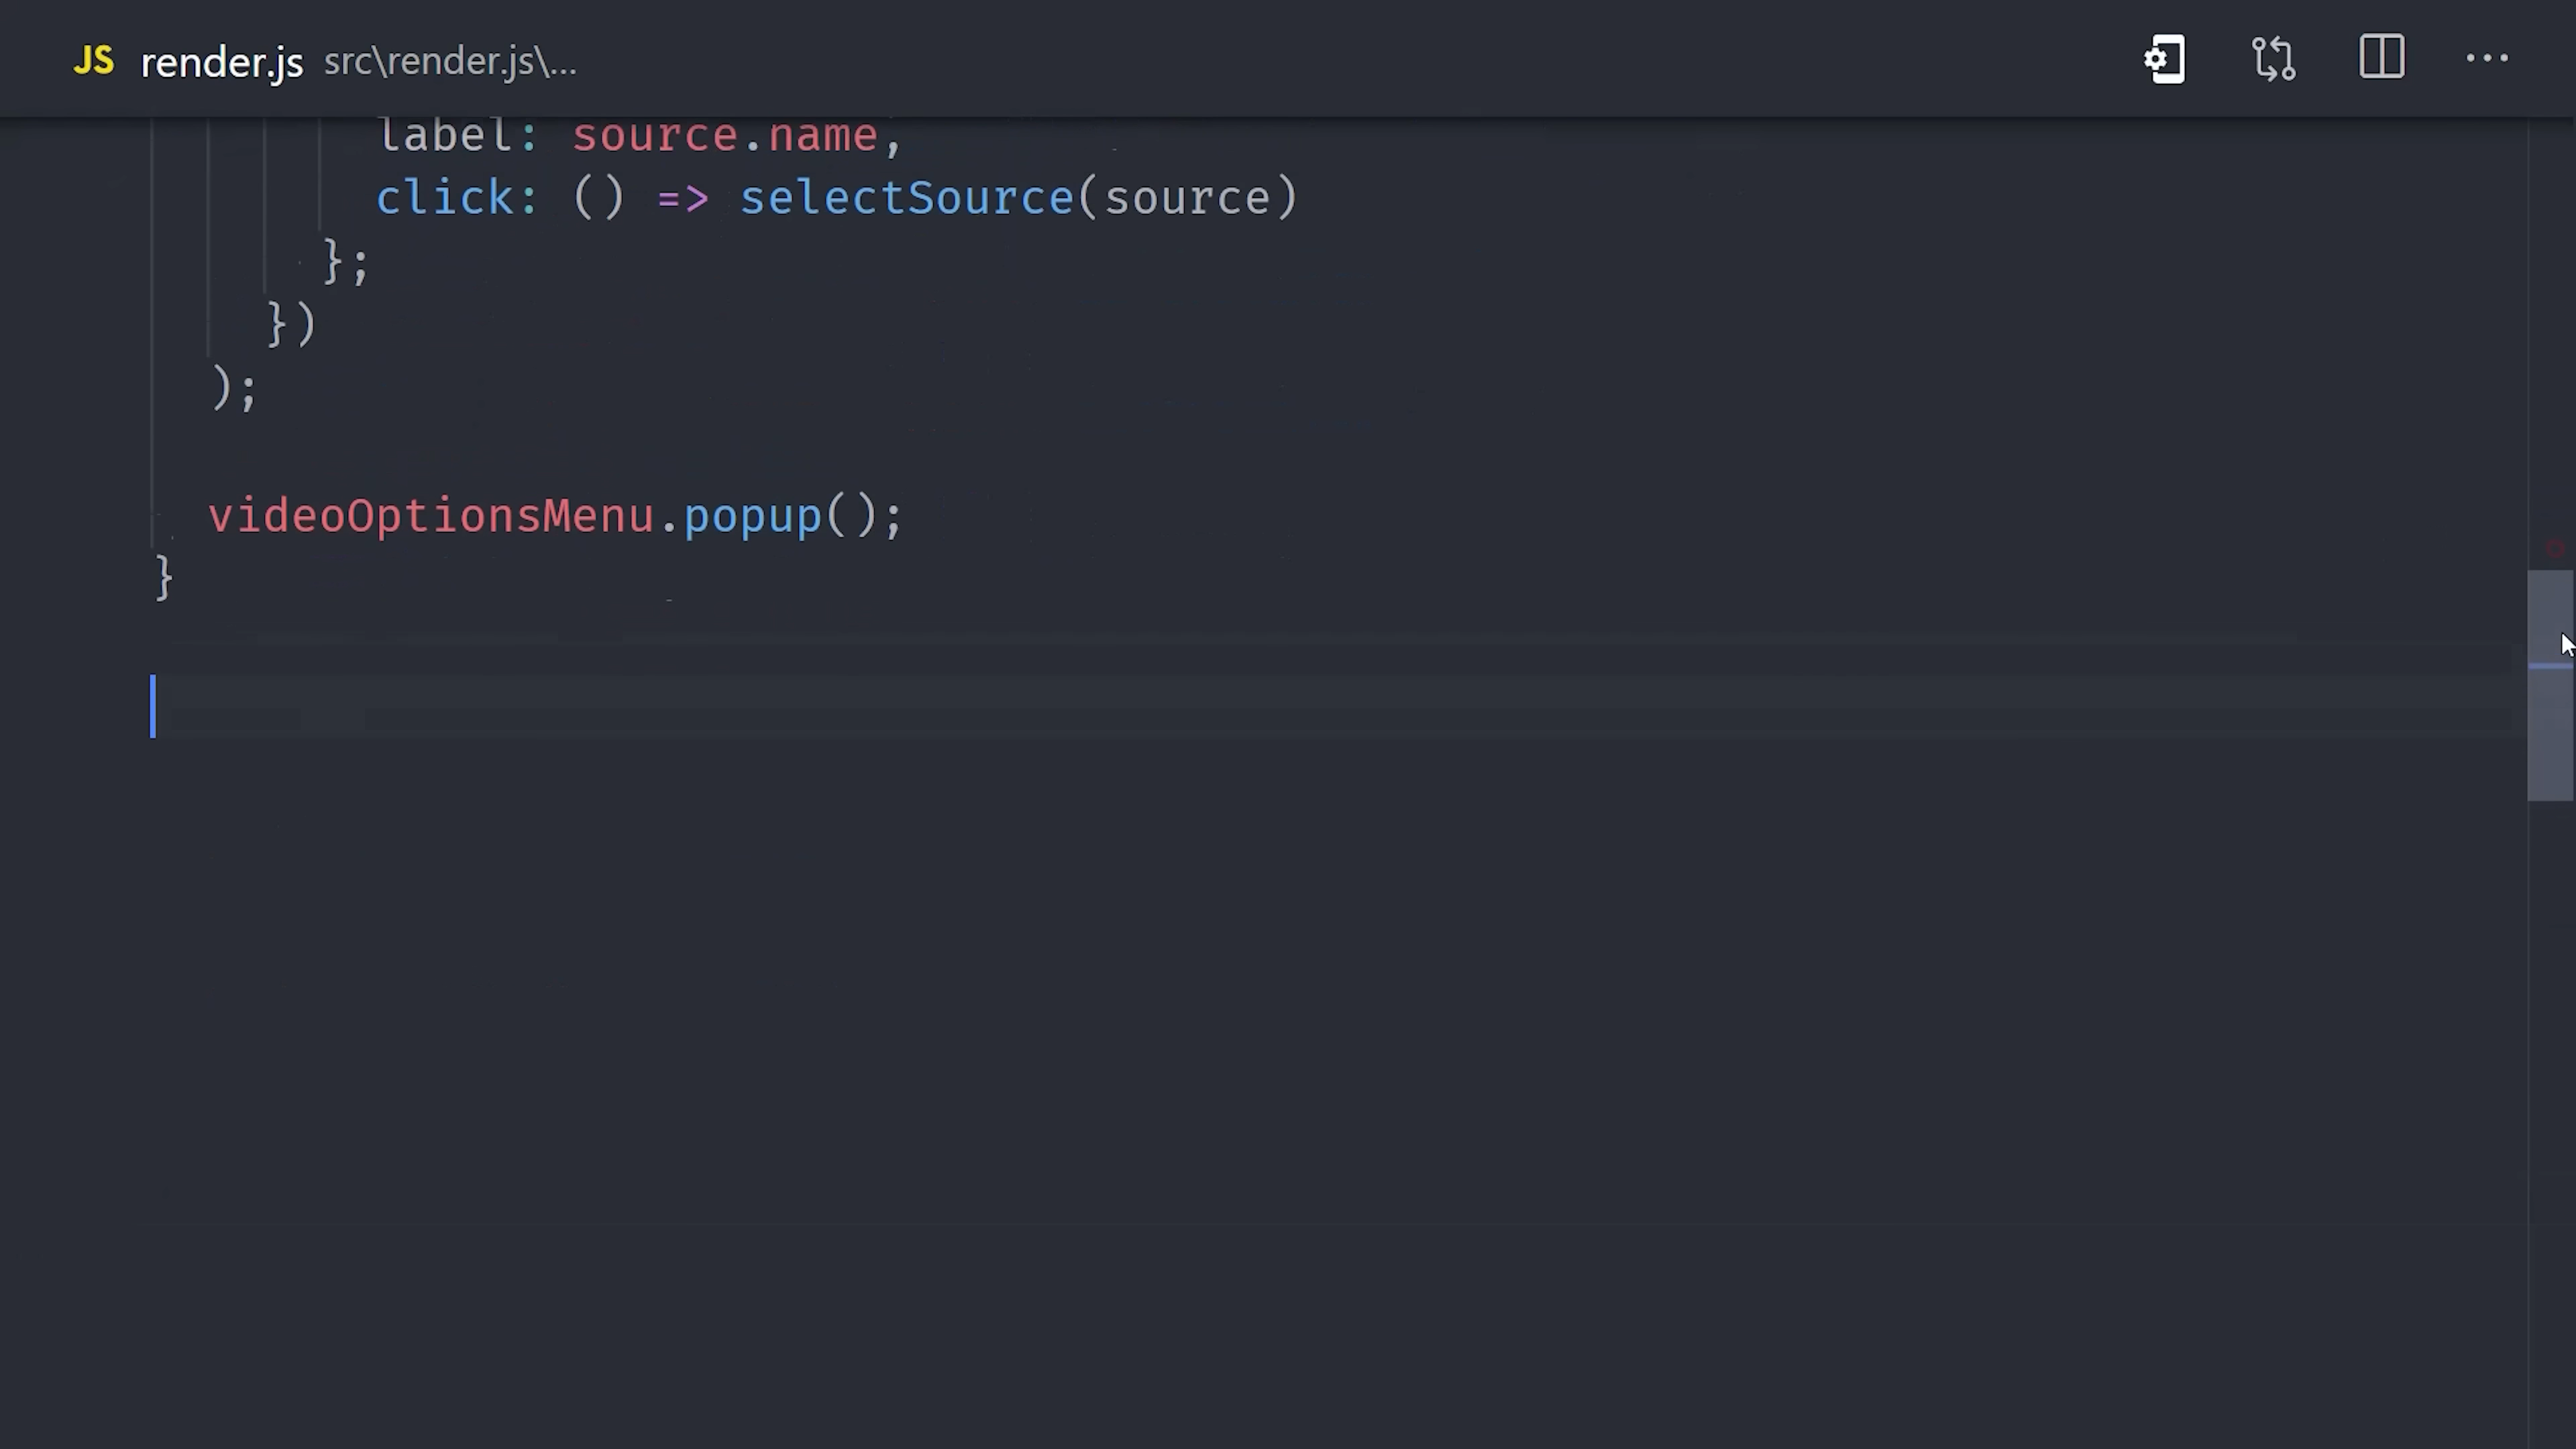 JS render.js src\render.js\...
label: source.name,
click: () => selectSource(source)
};
})
);
videoOptionsMenu.popup();
}